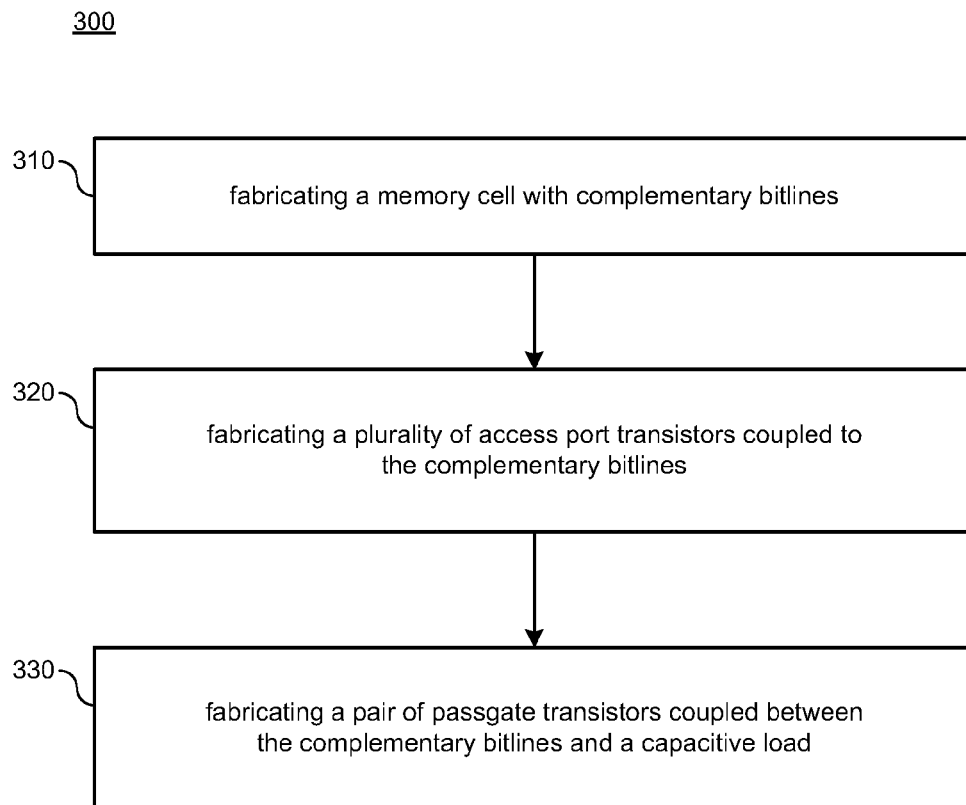 300
310
fabricating a memory cell with complementary bitlines
320
fabricating a plurality of access port transistors coupled to
the complementary bitlines
330
fabricating a pair of passgate transistors coupled between
the complementary bitlines and a capacitive load